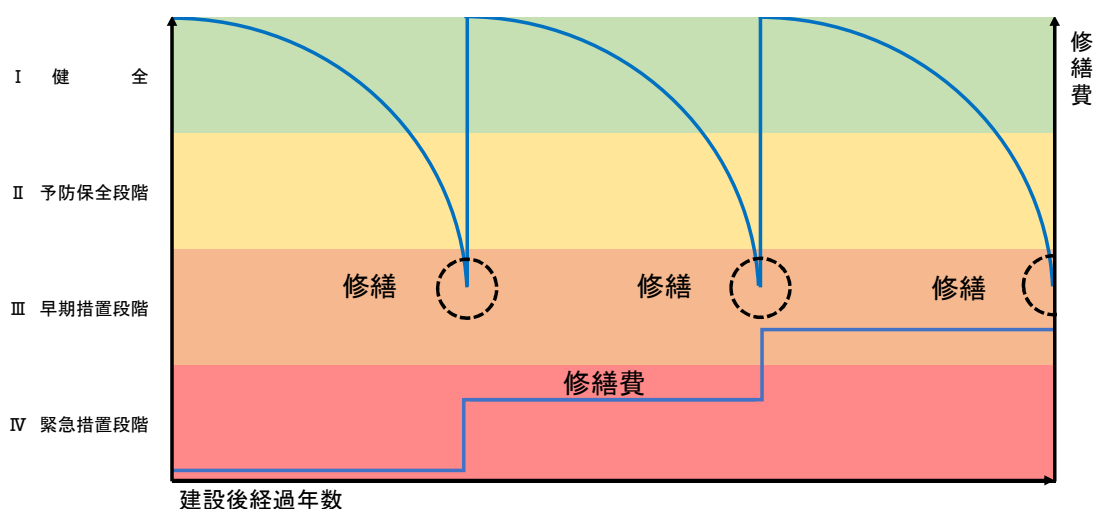 Ⅰ 健 全
Ⅱ 予防保全段階
Ⅲ 早期措置段階
Ⅳ 緊急措置段階
修繕
修繕
修繕
修繕費
建設後経過年数
修繕費